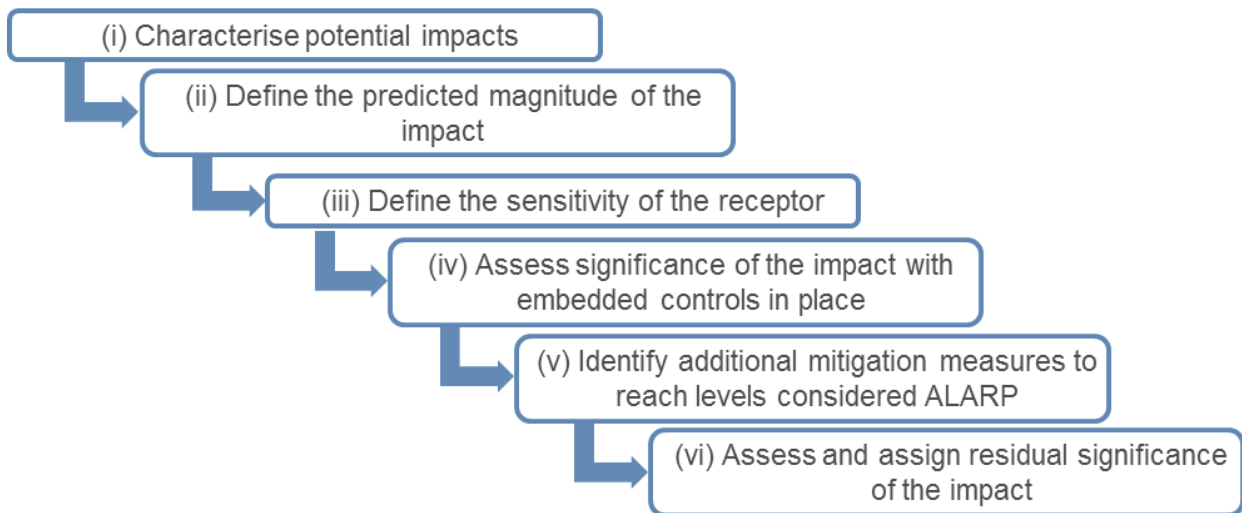 (i) Characterise potential impacts
(ii) Define the predicted magnitude of the
impact
(iii) Define the sensitivity of the receptor
(iv) Assess significance of the impact with
embedded controls in place
(v) Identify additional mitigation measures to
reach levels considered ALARP
(vi) Assess and assign residual significance
of the impact